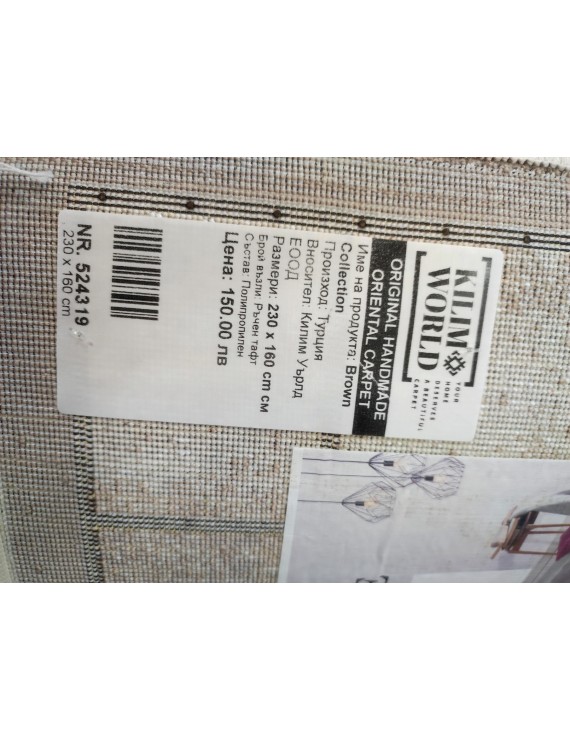 KILIM
WORLD
YOUR
HOME
DESERVES
A BEAUTIFUL
CARPET
ORIGINAL HANDMADE
ORIENTAL CARPET
Име на продукта: Brown
Collection
Произход: Турция
Вносител: Килим Уърлд
ЕООД
Размери: 230 x 160 cm см
Брой възли: Ръчен тафт
Състав: Полипропилен
Цена: 150.00 лв
NR. 524319
230 x 160 cm